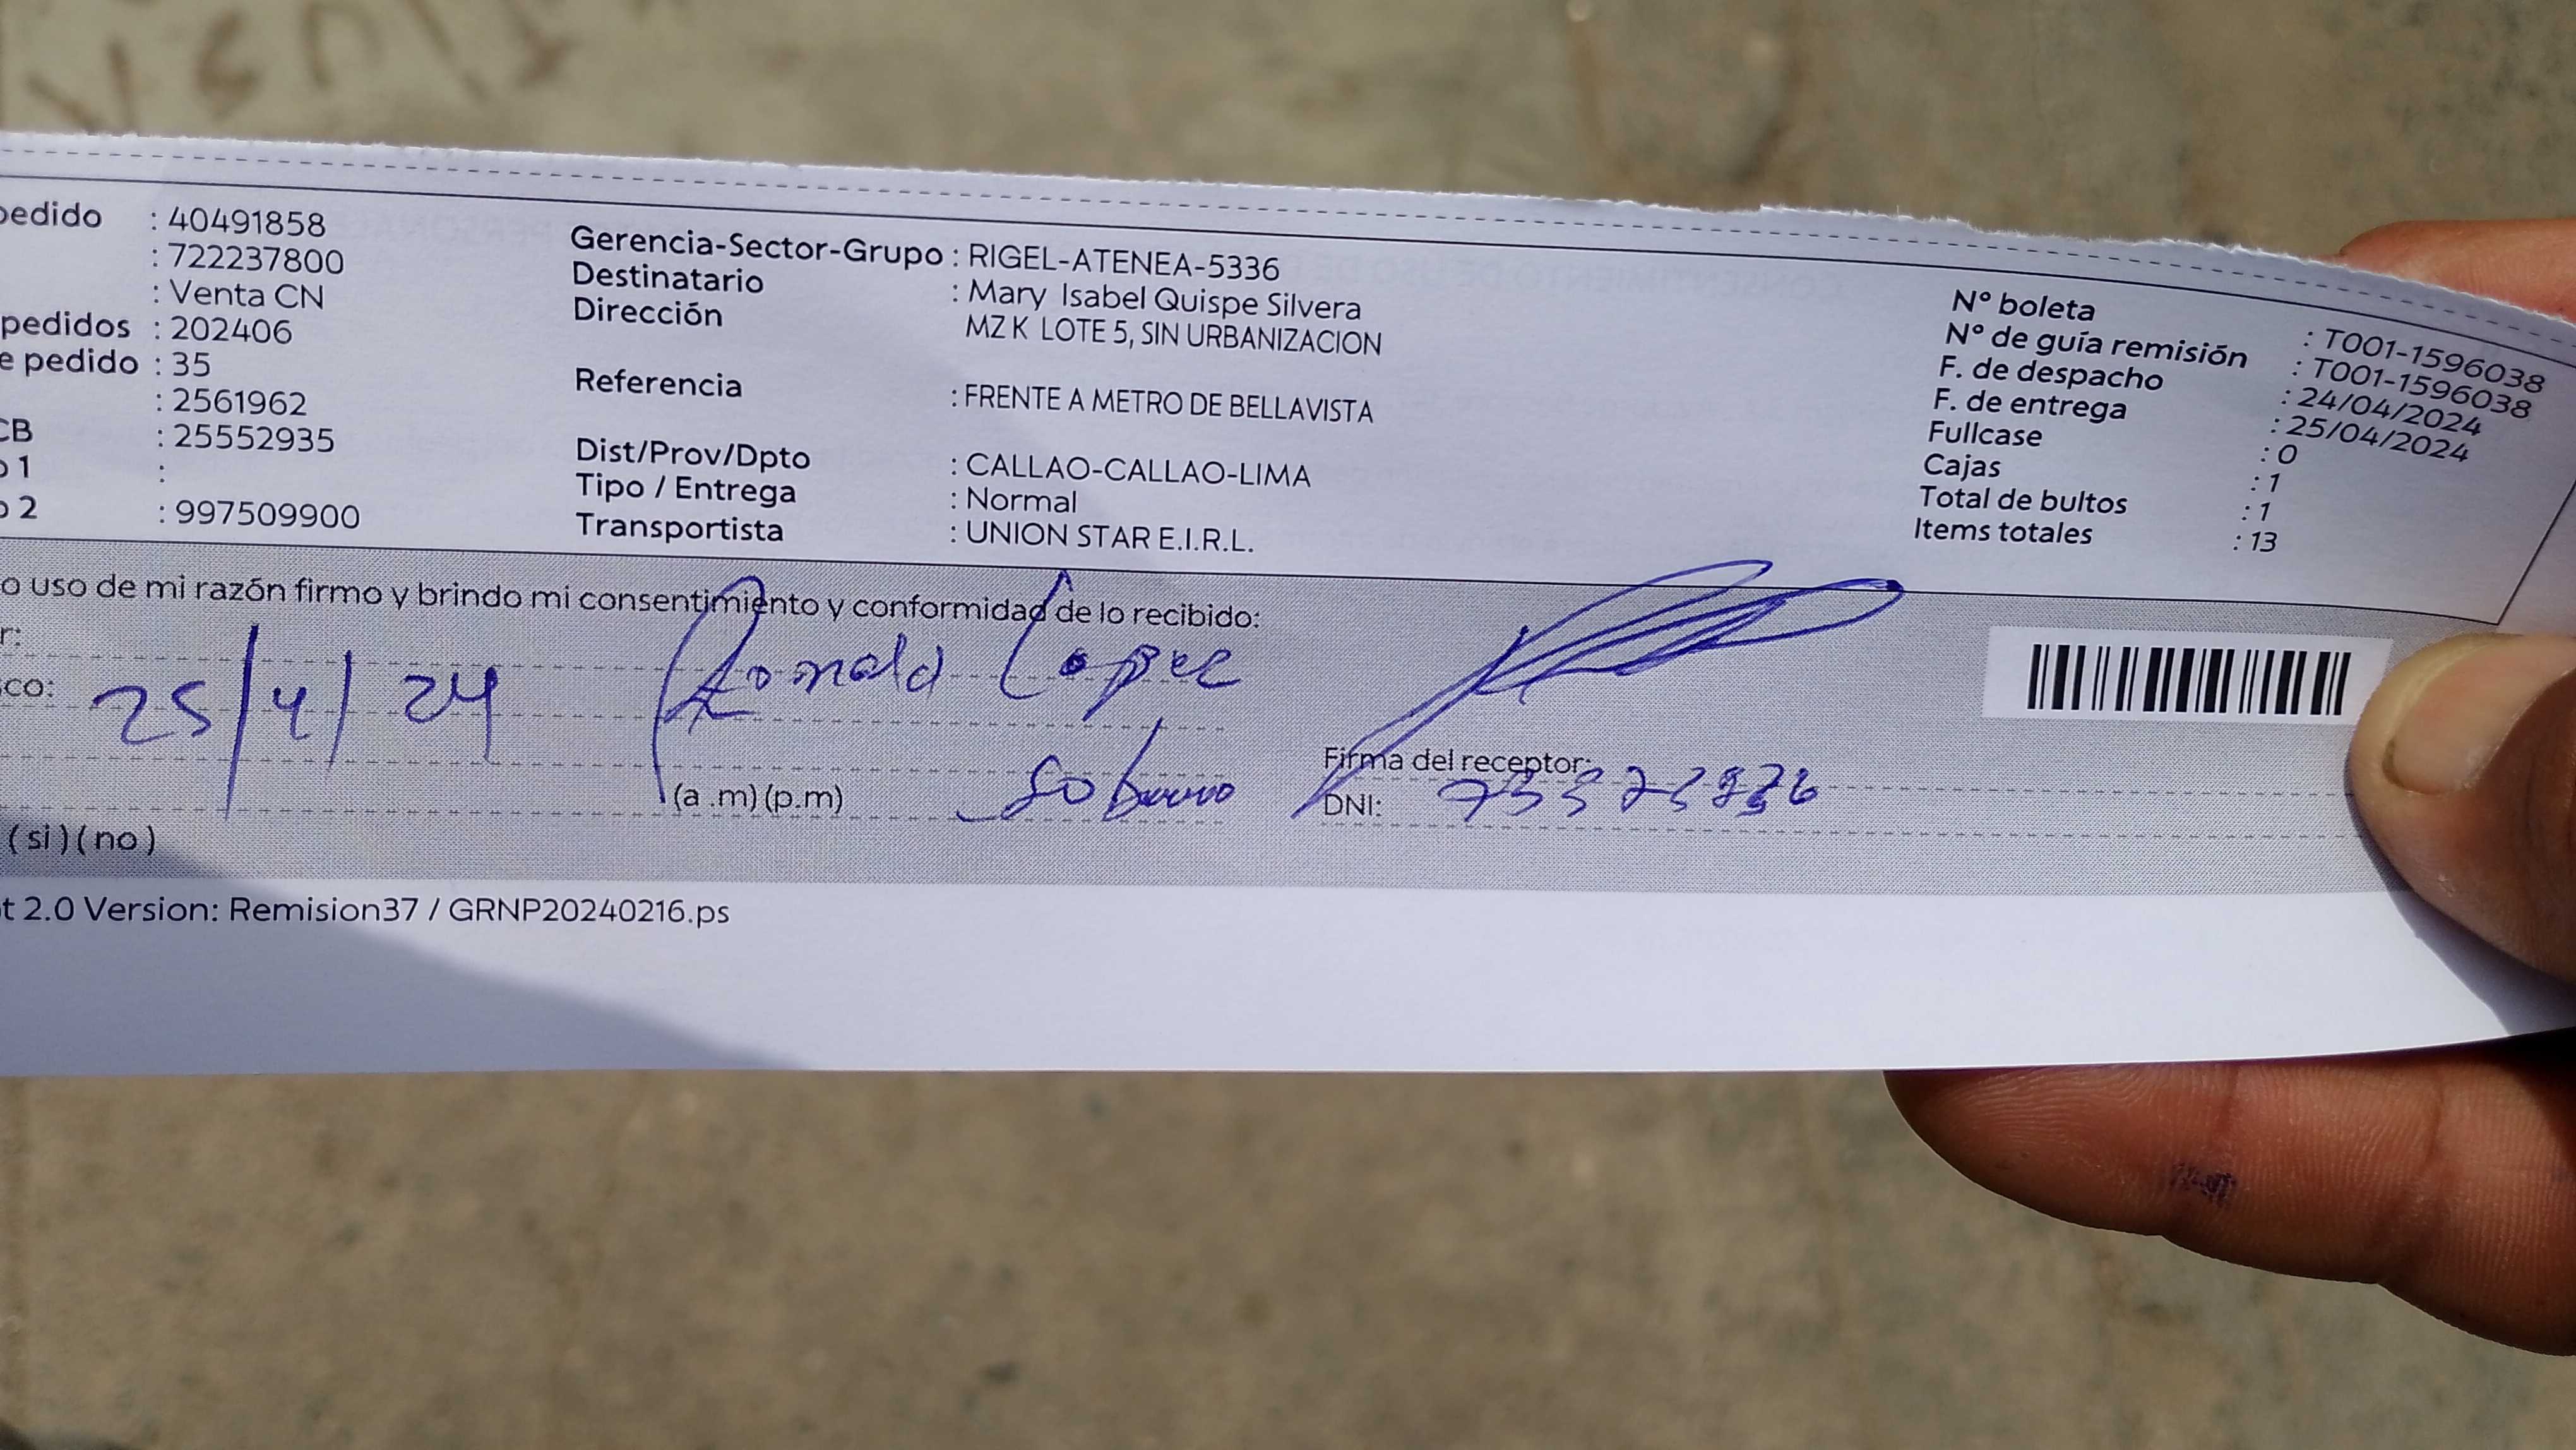 pedido : 40491858
: 722237800
: Venta CN
pedidos : 202406
e pedido : 35
: 2561962
CB : 25552935
o 1 :
o 2 : 997509900
Gerencia-Sector-Grupo : RIGEL-ATENEA-5336
Destinatario : Mary Isabel Quispe Silvera
Dirección MZ K LOTE 5, SIN URBANIZACION
Referencia : FRENTE A METRO DE BELLAVISTA
Dist/Prov/Dpto : CALLAO-CALLAO-LIMA
Tipo / Entrega : Normal
Transportista : UNION STAR E.I.R.L.
N° boleta : T001-1596038
N° de guía remisión : T001-1596038
F. de despacho : 24/04/2024
F. de entrega : 25/04/2024
Fullcase : 0
Cajas : 1
Total de bultos : 1
Items totales : 13
o uso de mi razón firmo y brindo mi consentimiento y conformidad de lo recibido:
r:
co: 25/4/24 Ronald Lopez
Sobrino
(a .m) (p.m)
Firma del receptor:
DNI:
( si ) ( no )
t 2.0 Version: Remision37 / GRNP20240216.ps